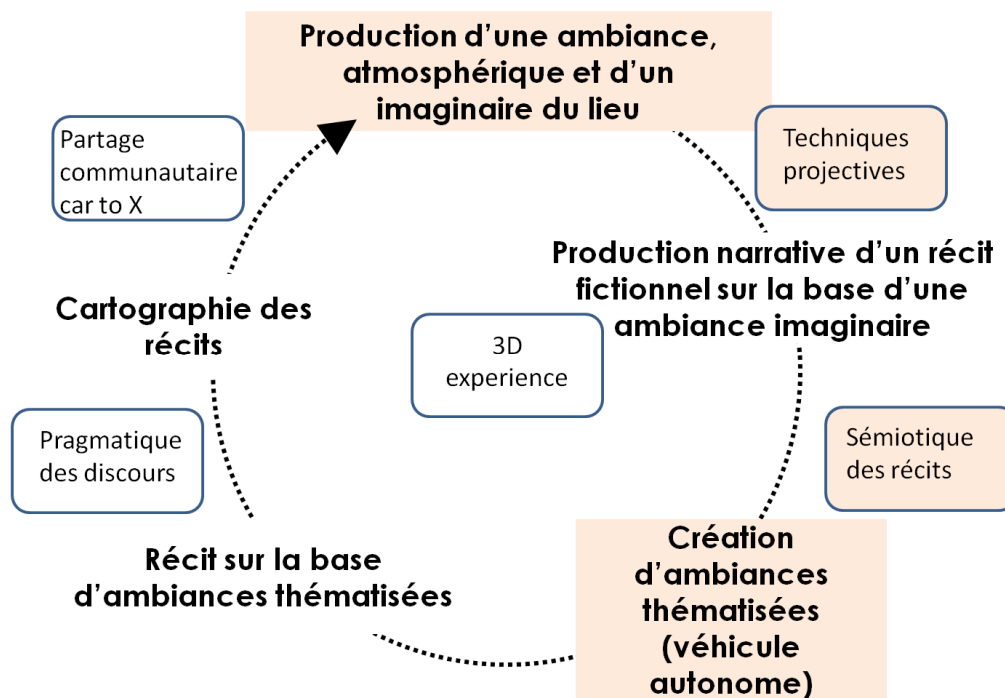 Production d’une ambiance,
atmosphérique et d’un
imaginaire du lieu
Partage
communautaire
car to X
Techniques
projectives
Production narrative d’un récit
fictionnel sur la base d’une
ambiance imaginaire
Cartographie des
récits
3D
experience
Pragmatique
des discours
Sémiotique
des récits
Récit sur la base
d’ambiances thématisées
Création
d’ambiances
thématisées
(véhicule
autonome)